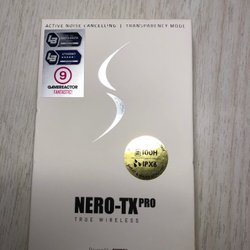 ACTIVE NOISE CANCELLING | TRANSPARENCY MODE
9
GAMEREACTOR
FANTASTIC!
100H
IPX5
NERO-TX PRO
TRUE WIRELESS